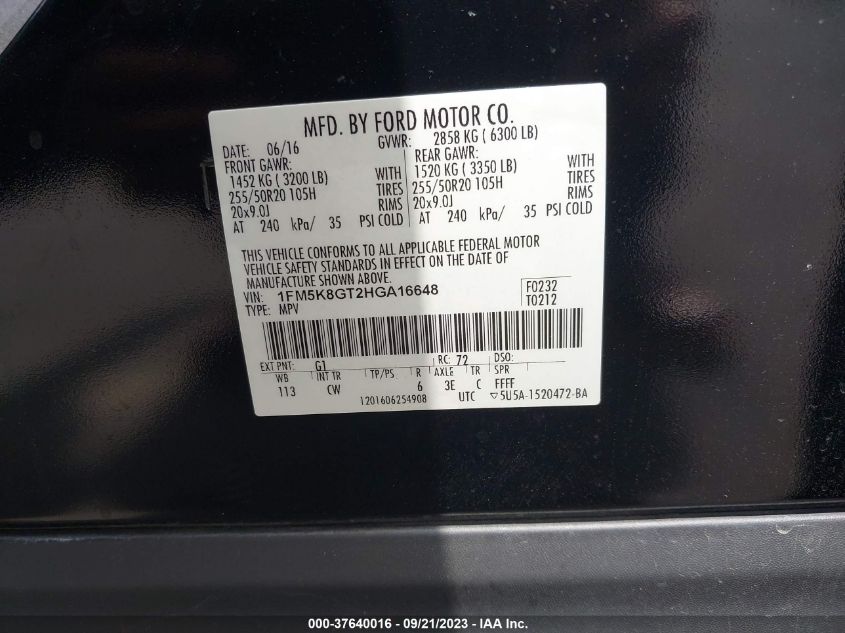 MFD. BY FORD MOTOR CO.
DATE: 06/16 GVWR: 2858 KG ( 6300 LB)
FRONT GAWR: REAR GAWR:
1452 KG ( 3200 LB) WITH 1520 KG ( 3350 LB) WITH
255/50R20 105H TIRES 255/50R20 105H TIRES
20x9.0J RIMS 20x9.0J RIMS
AT 240 kPa/ 35 PSI COLD AT 240 kPa/ 35 PSI COLD
THIS VEHICLE CONFORMS TO ALL APPLICABLE FEDERAL MOTOR
VEHICLE SAFETY STANDARDS IN EFFECT ON THE DATE OF
MANUFACTURE SHOWN ABOVE.
VIN: 1FM5K8GT2HGA16648 F0232
TYPE: MPV T0212
EXT PNT: G1 RC: 72 DSO:
WB INT TR TP/PS R AXLE TR SPR
113 CW 6 3E C FFFF
1201606254908 UTC ▽5U5A-1520472-BA
000-37640016 - 09/21/2023 - IAA Inc.